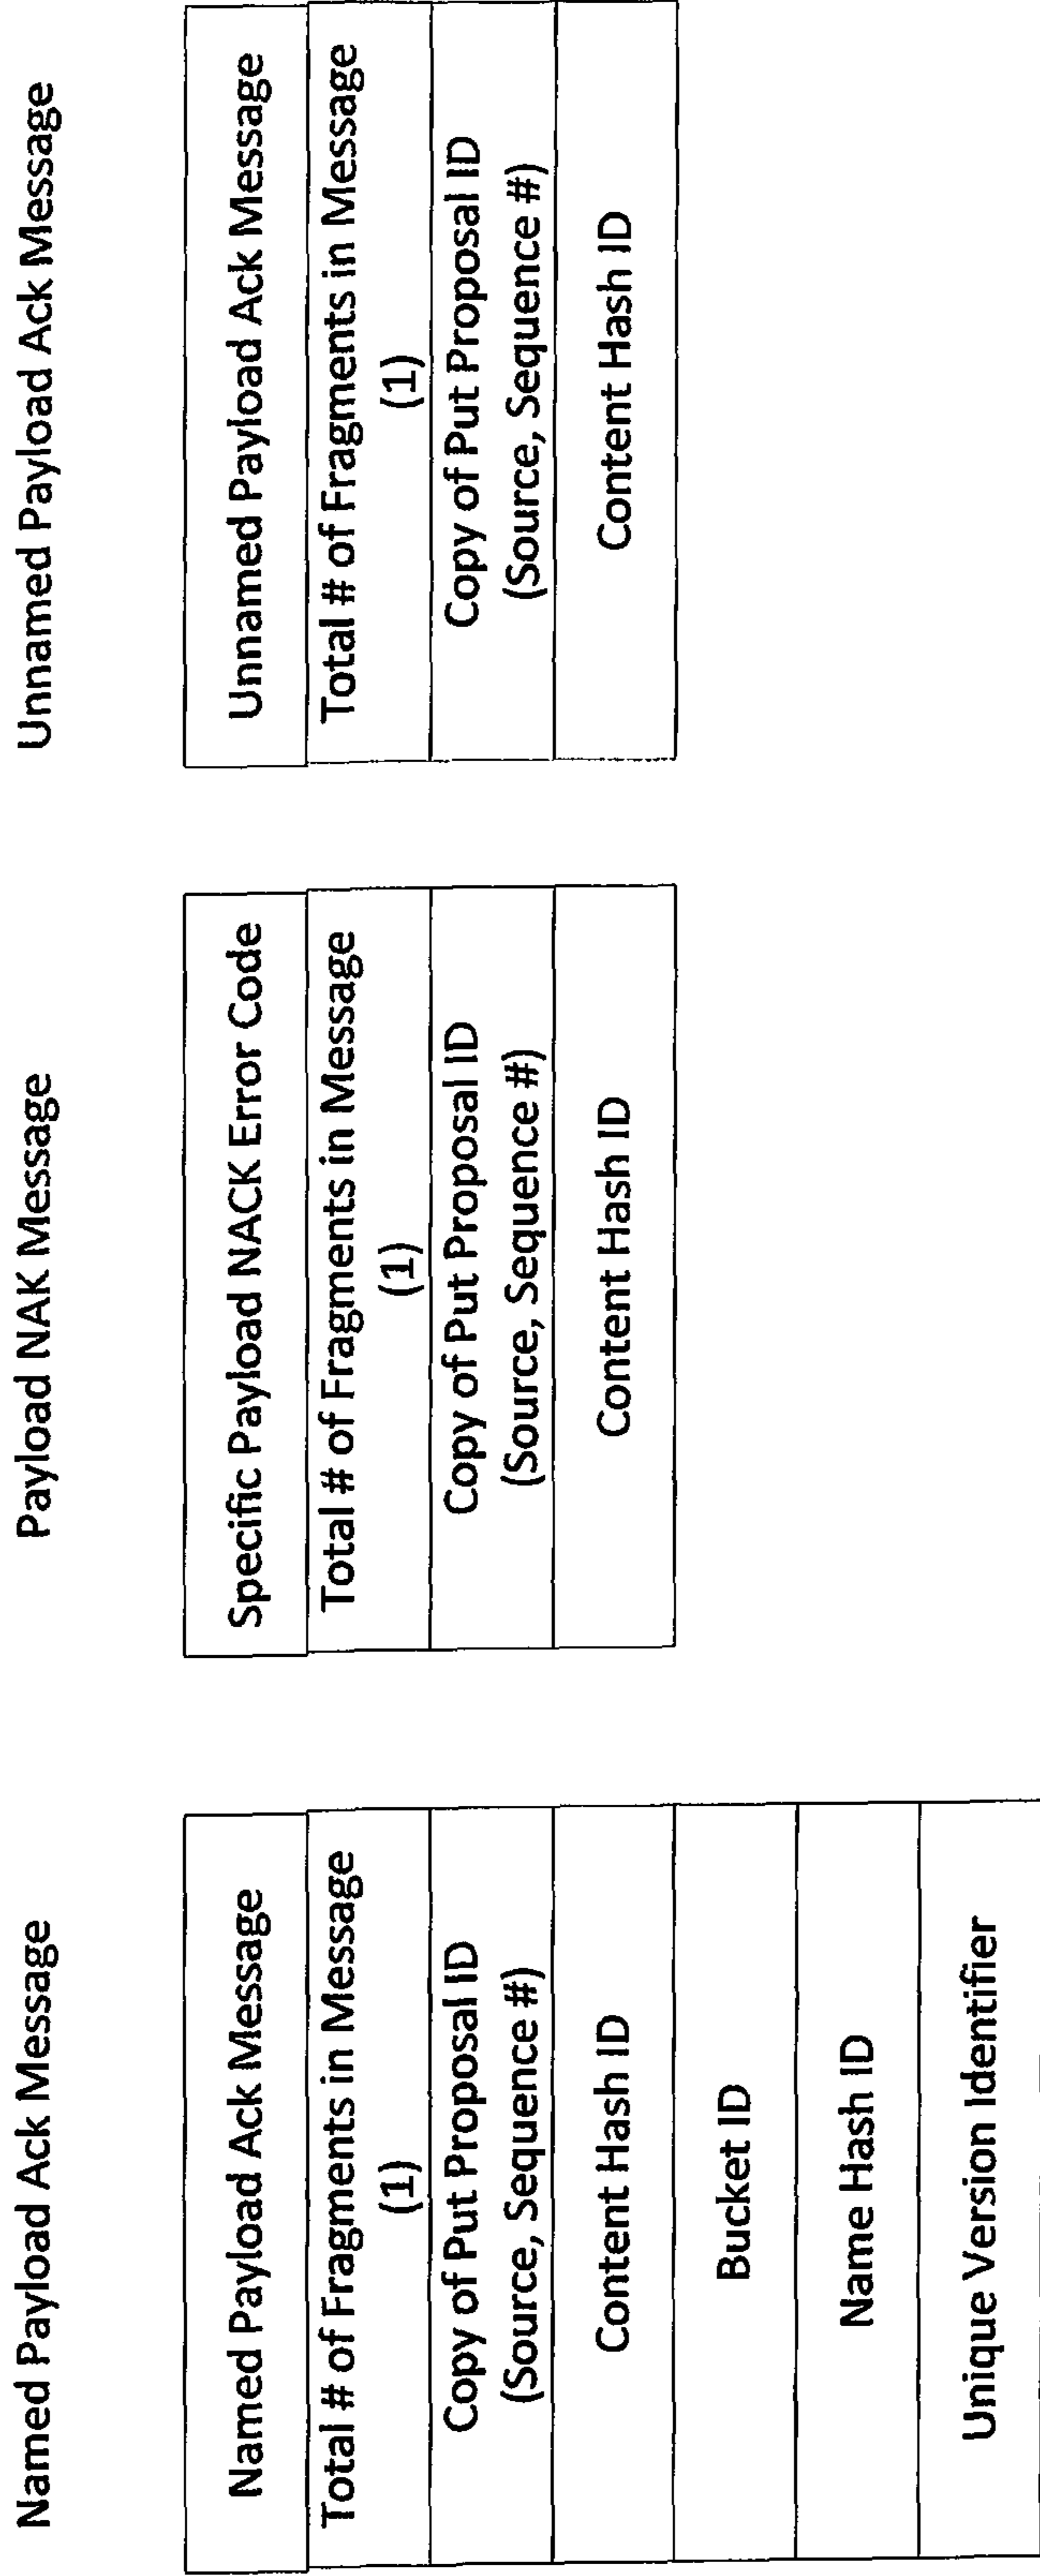 Named Payload Ack Message
Named Payload Ack Message
Total # of Fragments in Message
(1)
Copy of Put Proposal ID
(Source, Sequence #)
Content Hash ID
Bucket ID
Name Hash ID
Unique Version Identifier
Payload NAK Message
Specific Payload NACK Error Code
Total # of Fragments in Message
(1)
Copy of Put Proposal ID
(Source, Sequence #)
Content Hash ID
Unnamed Payload Ack Message
Unnamed Payload Ack Message
Total # of Fragments in Message
(1)
Copy of Put Proposal ID
(Source, Sequence #)
Content Hash ID